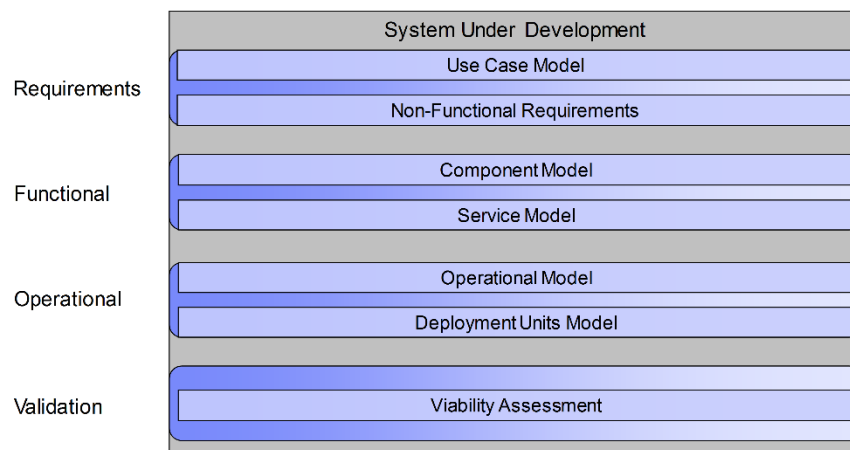 System Under Development
Requirements
Use Case Model
Non-Functional Requirements
Functional
Component Model
Service Model
Operational
Operational Model
Deployment Units Model
Validation
Viability Assessment